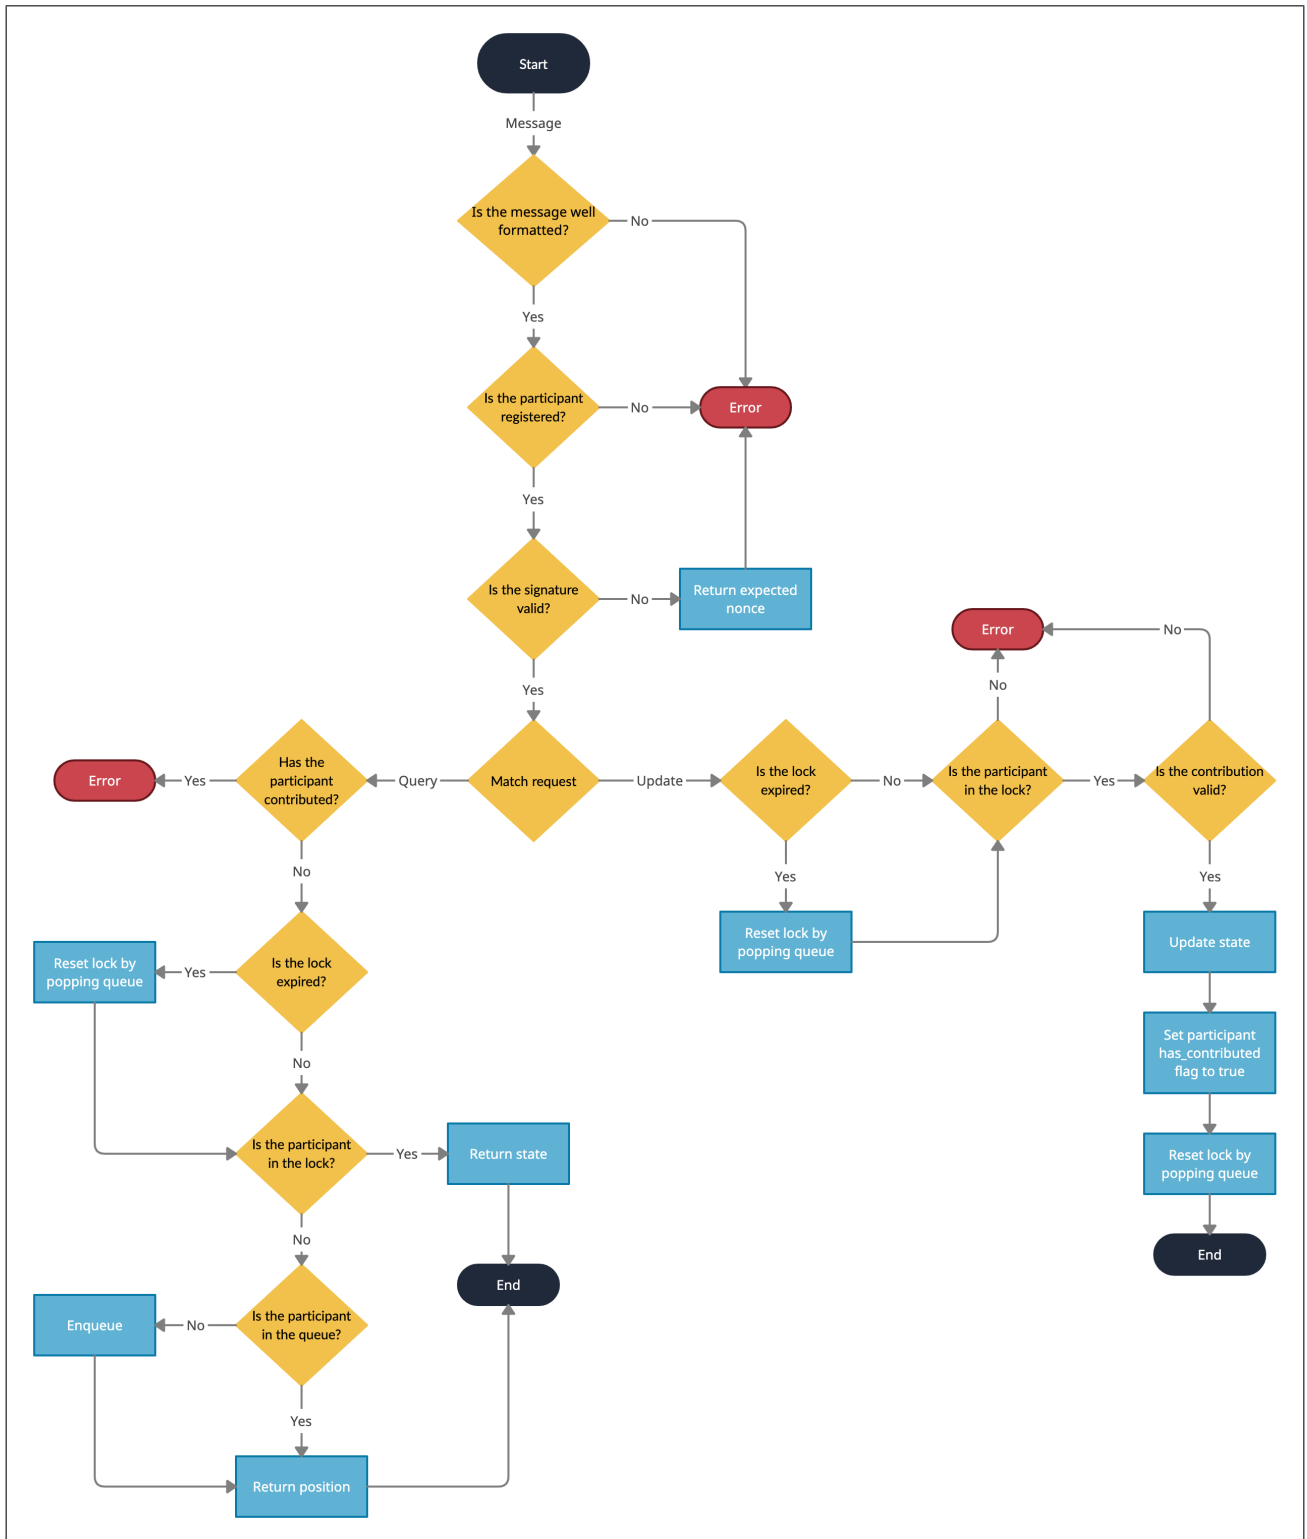 Start
Message
Is the message well
formatted?
No
Yes
Is the participant
registered?
No
Error
Yes
Is the signature
valid?
No
Return expected
nonce
Yes
Error
No
No
Error
Yes
Has the
participant
contributed?
Query
Match request
Update
Is the lock
expired?
No
Is the participant
in the lock?
Yes
Is the contribution
valid?
No
Yes
Yes
Reset lock by
popping queue
Yes
Is the lock
expired?
Reset lock by
popping queue
Update state
No
Set participant
has_contributed
flag to true
Is the participant
in the lock?
Yes
Return state
Reset lock by
popping queue
No
End
End
Enqueue
No
Is the participant
in the queue?
Yes
Return position